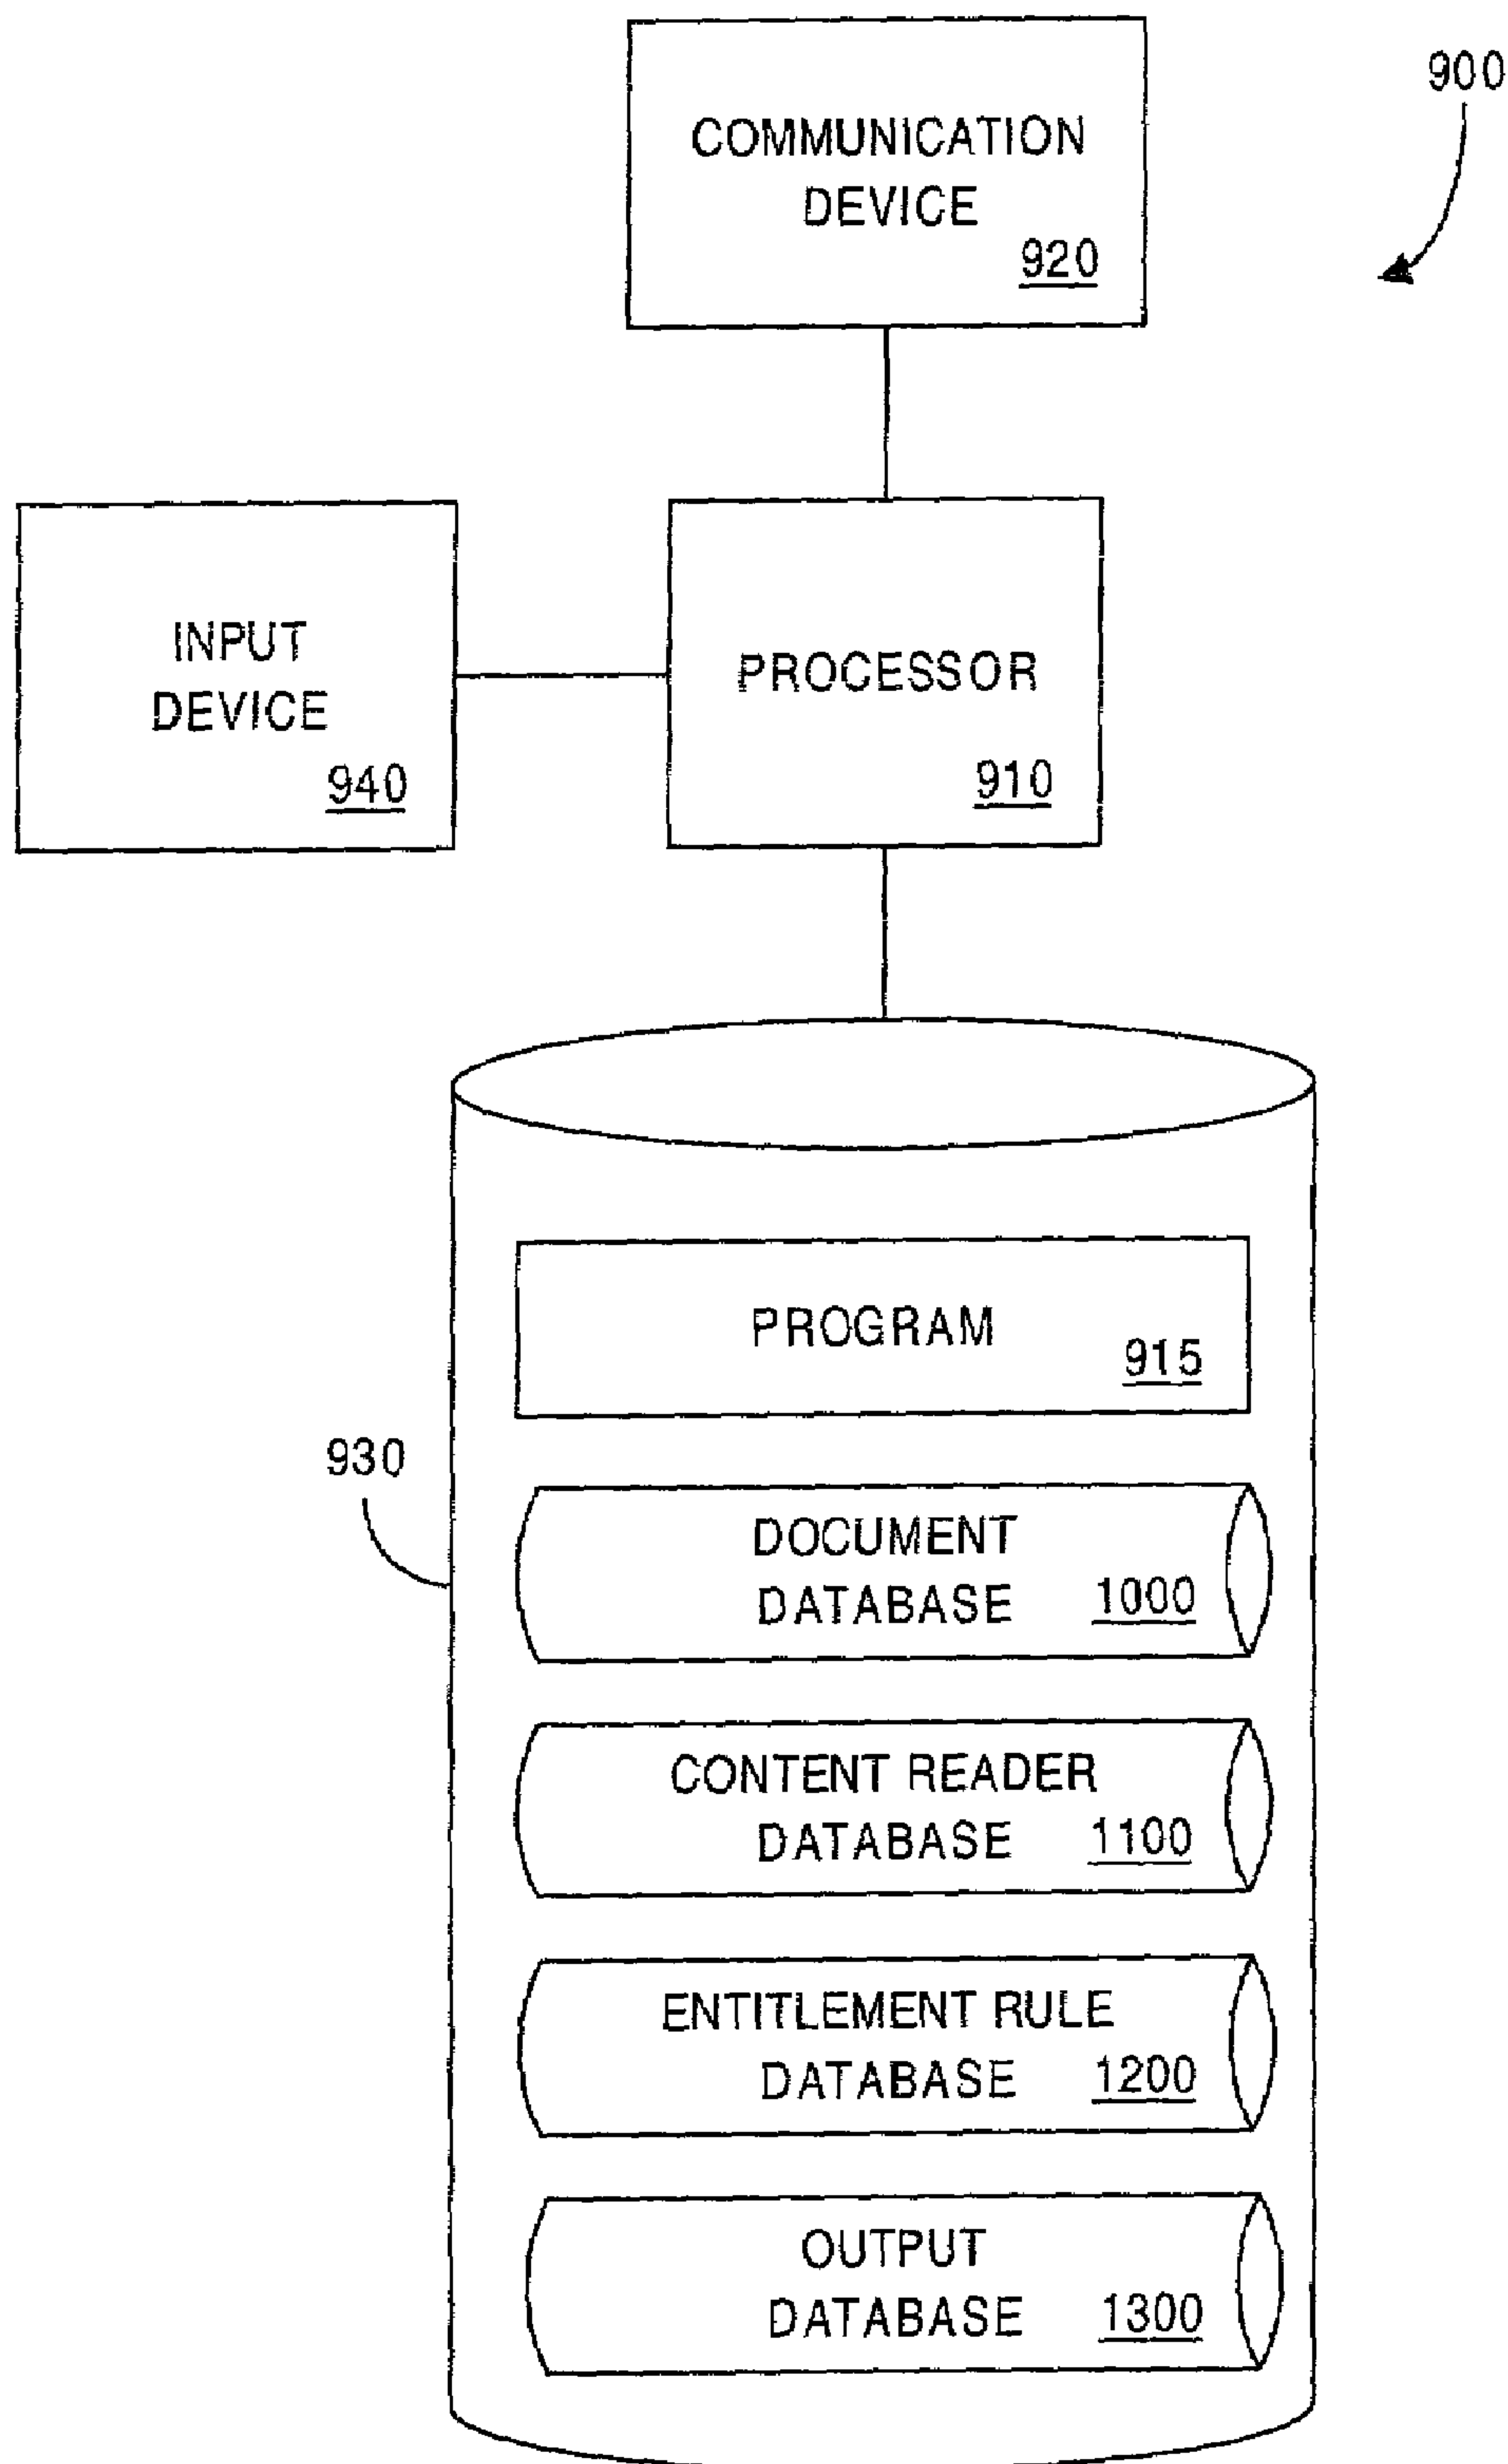 900
COMMUNICATION
DEVICE
920
INPUT
DEVICE
940
PROCESSOR
910
PROGRAM
915
930
DOCUMENT
DATABASE 1000
CONTENT READER
DATABASE 1100
ENTITLEMENT RULE
DATABASE 1200
OUTPUT
DATABASE 1300